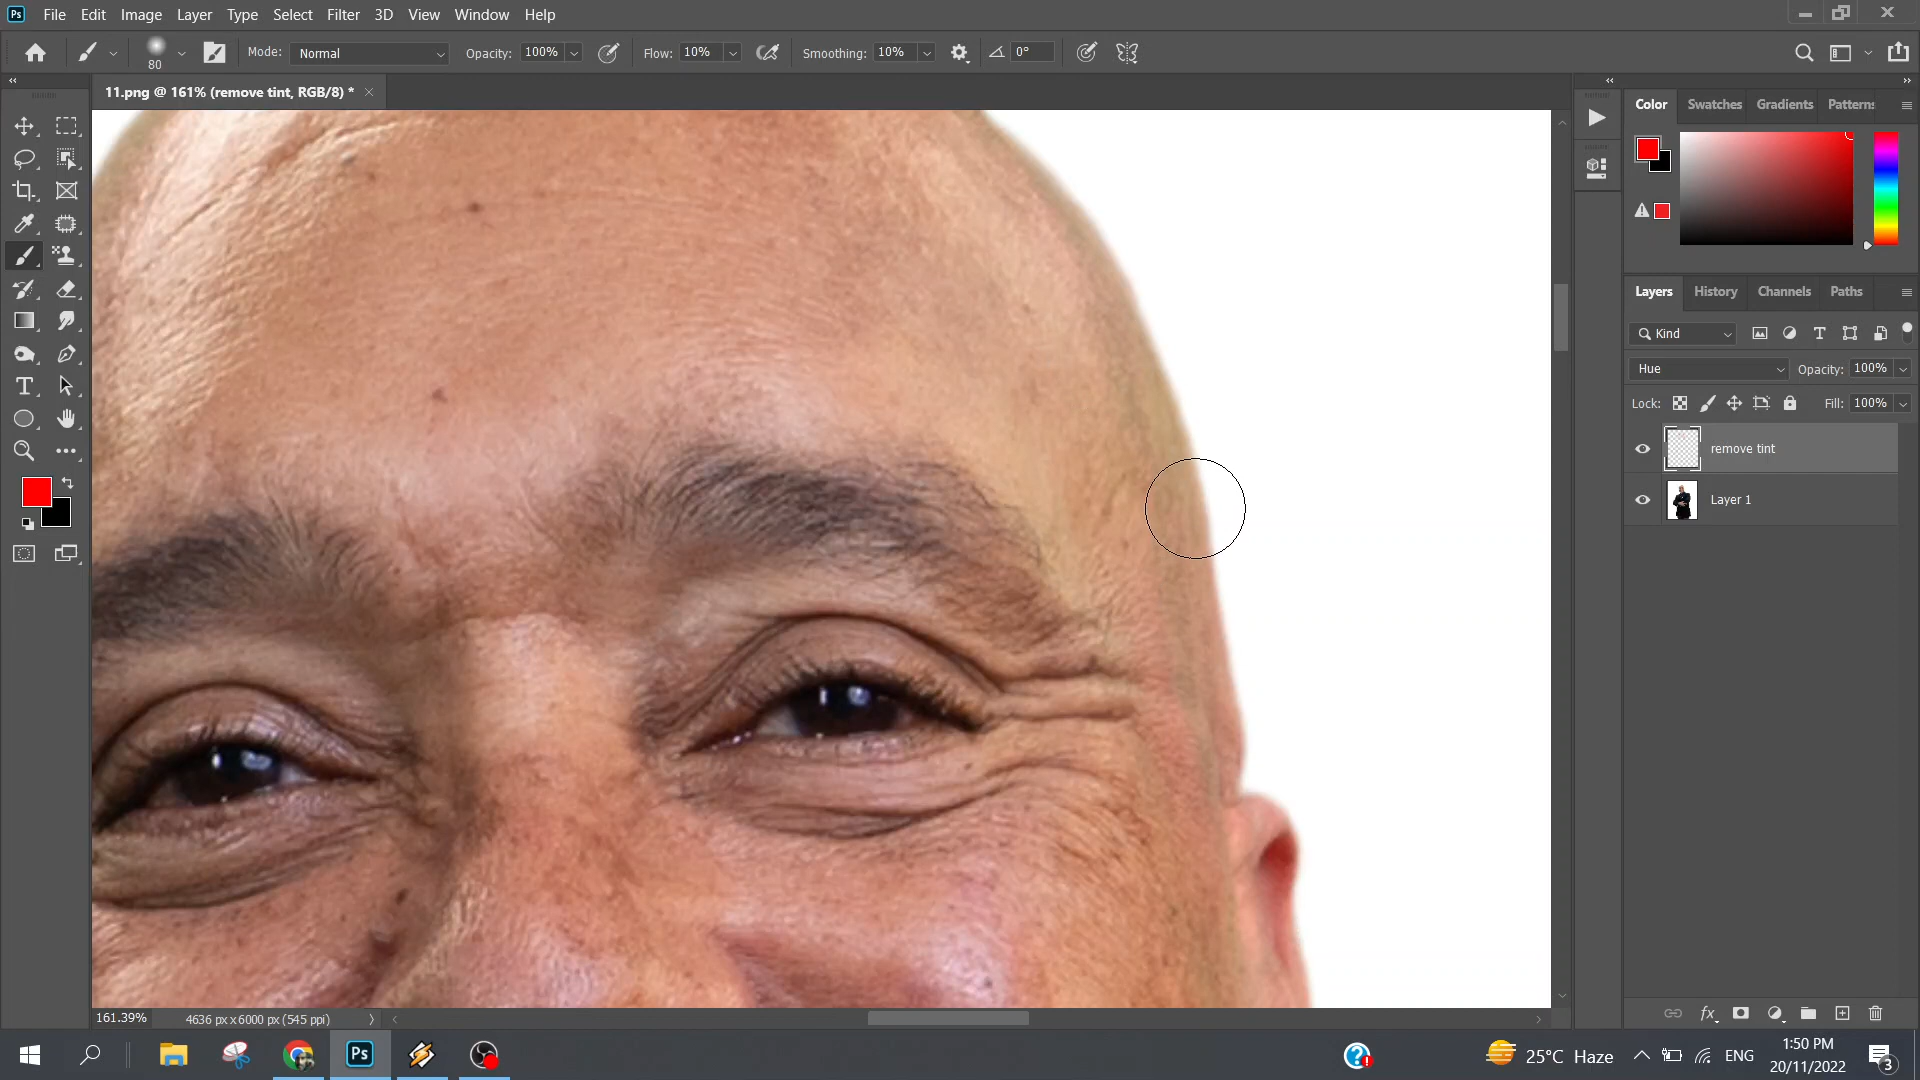 Ps File Edit Image Layer Type Select Filter 3D View Window Help
80 Mode: Normal Opacity: 100% Flow: 10% Smoothing: 10% 0°
11.png @ 161% (remove tint, RGB/8) *
Color Swatches Gradients Patterns
Layers History Channels Paths
Kind
Hue Opacity: 100%
Lock: Fill: 100%
remove tint
Layer 1
161.39% 4636 px x 6000 px (545 ppi)
Ps 25°C Haze ENG 1:50 PM
20/11/2022 3